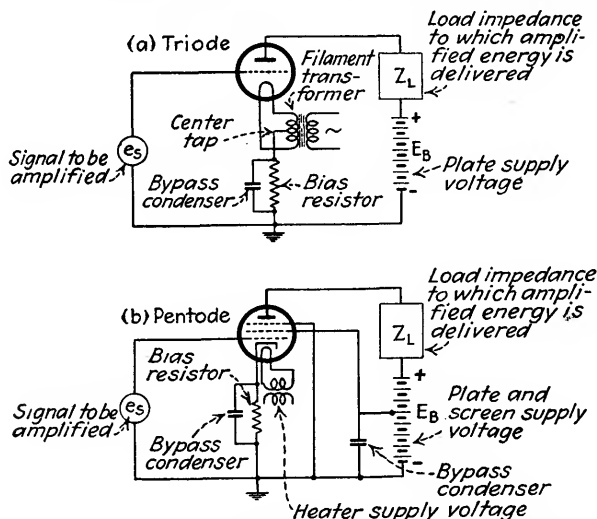 (a) Triode
Filament
trans-
former
Load impedance
to which ampli-
fied energy is
delivered
Z_L
Center
tap
+
E_B
-
Plate supply
voltage
Signal to be
amplified
e_s
Bypass
condenser
Bias
resistor
(b) Pentode
Load impedance
to which ampli-
fied energy is
delivered
Z_L
Bias
resistor
+
E_B
-
Plate and
screen supply
voltage
Signal to be
amplified
e_s
Bypass
condenser
Bypass
condenser
Heater supply voltage